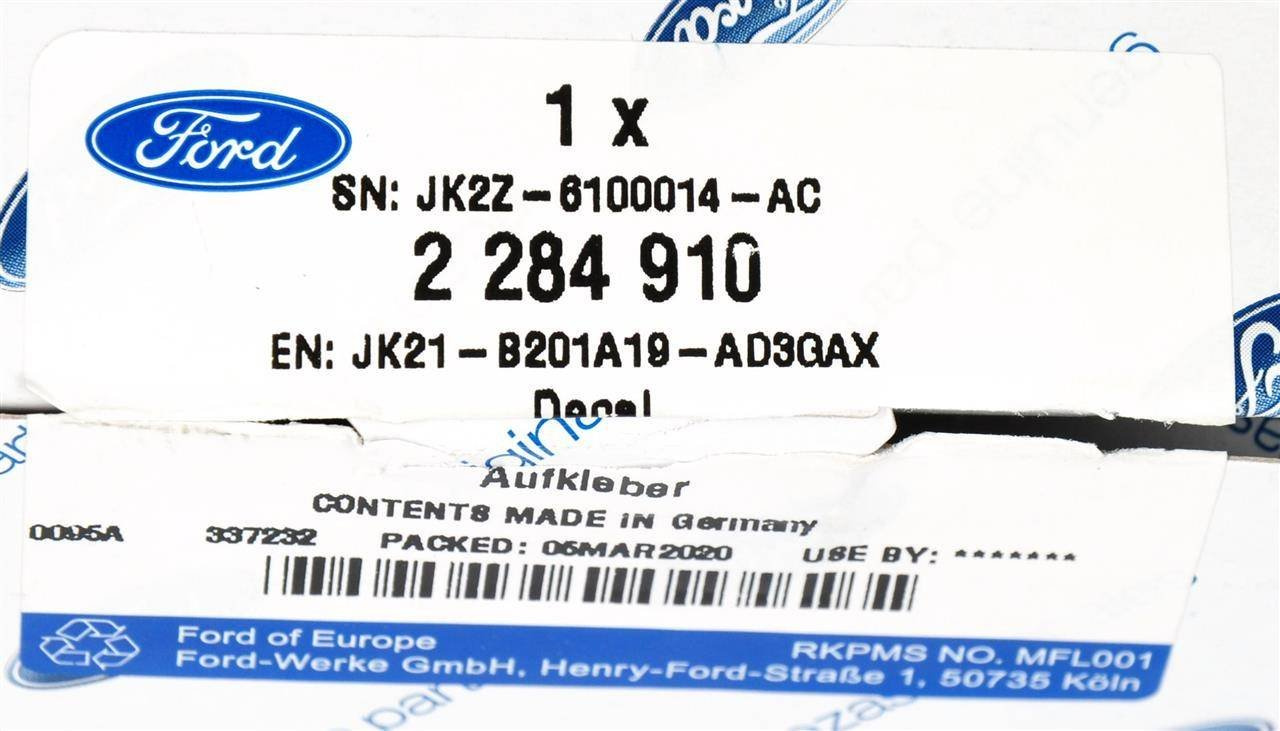 Ford
1 x
SN: JK2Z-6100014-AC
2 284 910
EN: JK21-B201A19-AD3GAX
Decal
Aufkleber
CONTENTS MADE IN Germany
0095A 337232 PACKED: 05MAR2020 USE BY: *******
Ford of Europe
RKPMS NO. MFL001
Ford-Werke GmbH, Henry-Ford-Straße 1, 50735 Köln